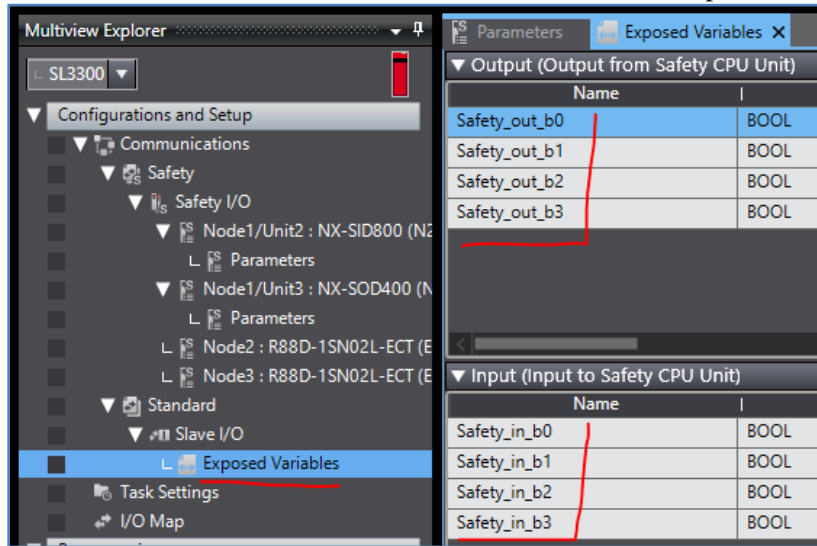 Multiview Explorer
SL3300
Configurations and Setup
Communications
Safety
Safety I/O
Node1/Unit2 : NX-SID800 (N2
Parameters
Node1/Unit3 : NX-SOD400 (N
Parameters
Node2 : R88D-1SN02L-ECT (E
Node3 : R88D-1SN02L-ECT (E
Standard
Slave I/O
Exposed Variables
Task Settings
I/O Map
Parameters
Exposed Variables
Output (Output from Safety CPU Unit)
Name
Safety_out_b0 BOOL
Safety_out_b1 BOOL
Safety_out_b2 BOOL
Safety_out_b3 BOOL
Input (Input to Safety CPU Unit)
Name
Safety_in_b0 BOOL
Safety_in_b1 BOOL
Safety_in_b2 BOOL
Safety_in_b3 BOOL